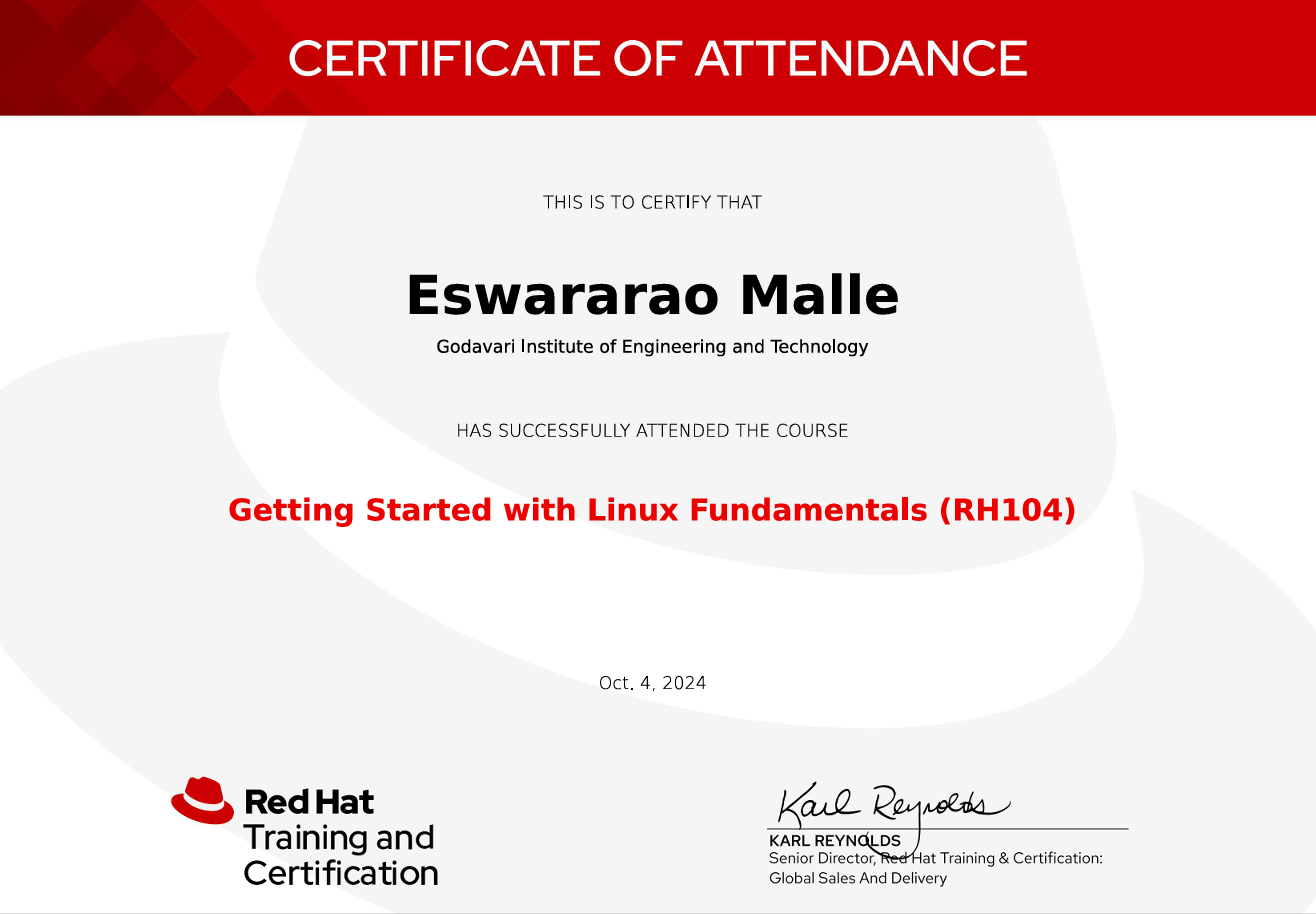 CERTIFICATE OF ATTENDANCE
THIS IS TO CERTIFY THAT
Eswararao Malle
Godavari Institute of Engineering and Technology
HAS SUCCESSFULLY ATTENDED THE COURSE
Getting Started with Linux Fundamentals (RH104)
Oct. 4, 2024
Red Hat
Training and
Certification
Karl Reynolds
KARL REYNOLDS
Senior Director, Red Hat Training & Certification:
Global Sales And Delivery